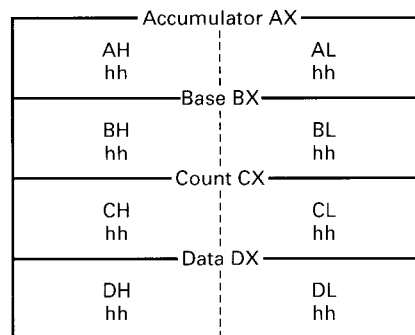 Accumulator AX
AH AL
hh hh
Base BX
BH BL
hh hh
Count CX
CH CL
hh hh
Data DX
DH DL
hh hh